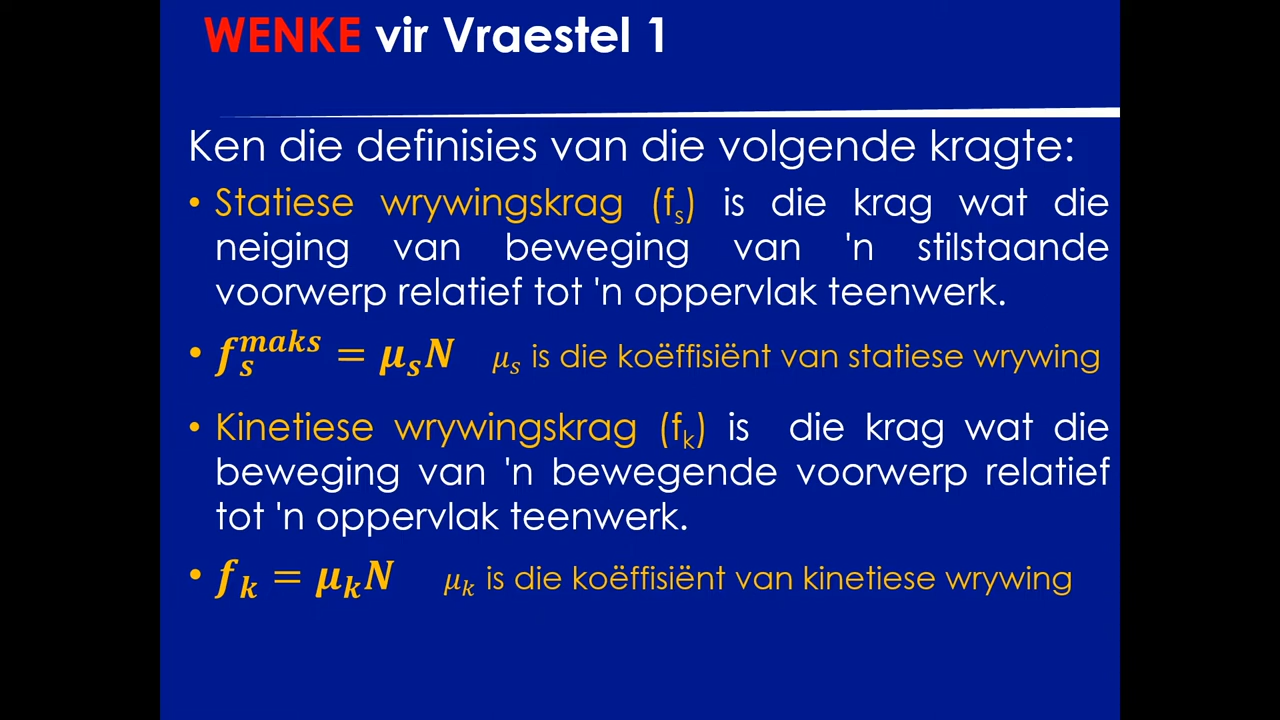 WENKE vir Vraestel 1
Ken die definisies van die volgende kragte:
• Statiese wrywingskrag (fₛ) is die krag wat die
neiging van beweging van 'n stilstaande
voorwerp relatief tot 'n oppervlak teenwerk.
• fₛᵐᵃᵏˢ = μₛN μₛ is die koëffisiënt van statiese wrywing
• Kinetiese wrywingskrag (fₖ) is die krag wat die
beweging van 'n bewegende voorwerp relatief
tot 'n oppervlak teenwerk.
• fₖ = μₖN μₖ is die koëffisiënt van kinetiese wrywing